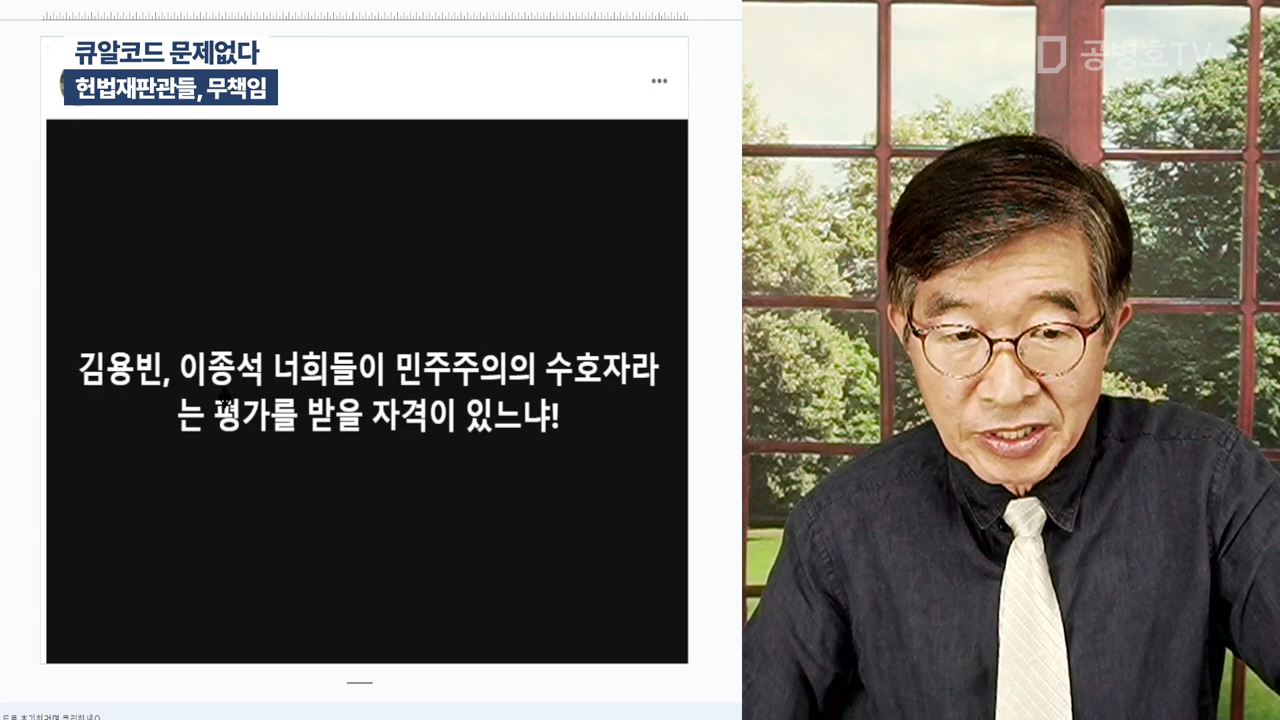 큐알코드 문제없다
헌법재판관들, 무책임
공병호TV
김용빈, 이종석 너희들이 민주주의의 수호자라
는 평가를 받을 자격이 있느냐!